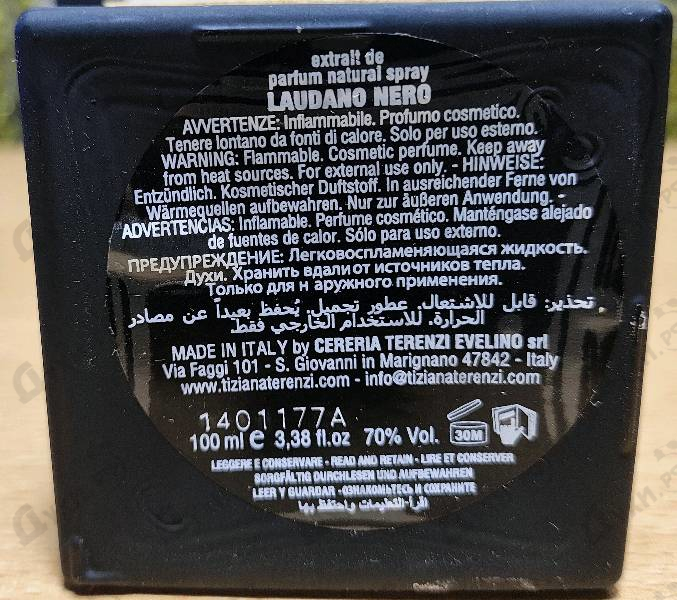 extrait de
parfum natural spray
LAUDANO NERO
AVVERTENZE: Infiammabile. Profumo cosmetico.
Tenere lontano da fonti di calore. Solo per uso esterno.
WARNING: Flammable. Cosmetic perfume. Keep away
from heat sources. For external use only. - HINWEISE:
Entzündlich. Kosmetischer Duftstoff. In ausreichender Ferne von
Wärmequellen aufbewahren. Nur zur äußeren Anwendung. -
ADVERTENCIAS: Inflamable. Perfume cosmético. Manténgase alejado
de fuentes de calor. Sólo para uso externo.
ПРЕДУПРЕЖДЕНИЕ: Легковоспламеняющаяся жидкость.
Духи. Хранить вдали от источников тепла.
Только для н аружного применения.
تحذير: قابل للاشتعال. عطور تجميل. يُحفظ بعيداً عن مصادر
الحرارة. للاستخدام الخارجي فقط.
MADE IN ITALY by CERERIA TERENZI EVELINO srl
Via Faggi 101 - S. Giovanni in Marignano 47842 - Italy
www.tizianaterenzi.com - info@tizianaterenzi.com
1401177A
100 ml e 3,38 fl.oz 70% Vol. 30M
LEGGERE E CONSERVARE - READ AND RETAIN - LIRE ET CONSERVER
SORGFÄLTIG DURCHLESEN UND AUFBEWAHREN
LEER Y GUARDAR - ОЗНАКОМЬТЕСЬ И СОХРАНИТЕ
اقرأ التعليمات واحتفظ بها